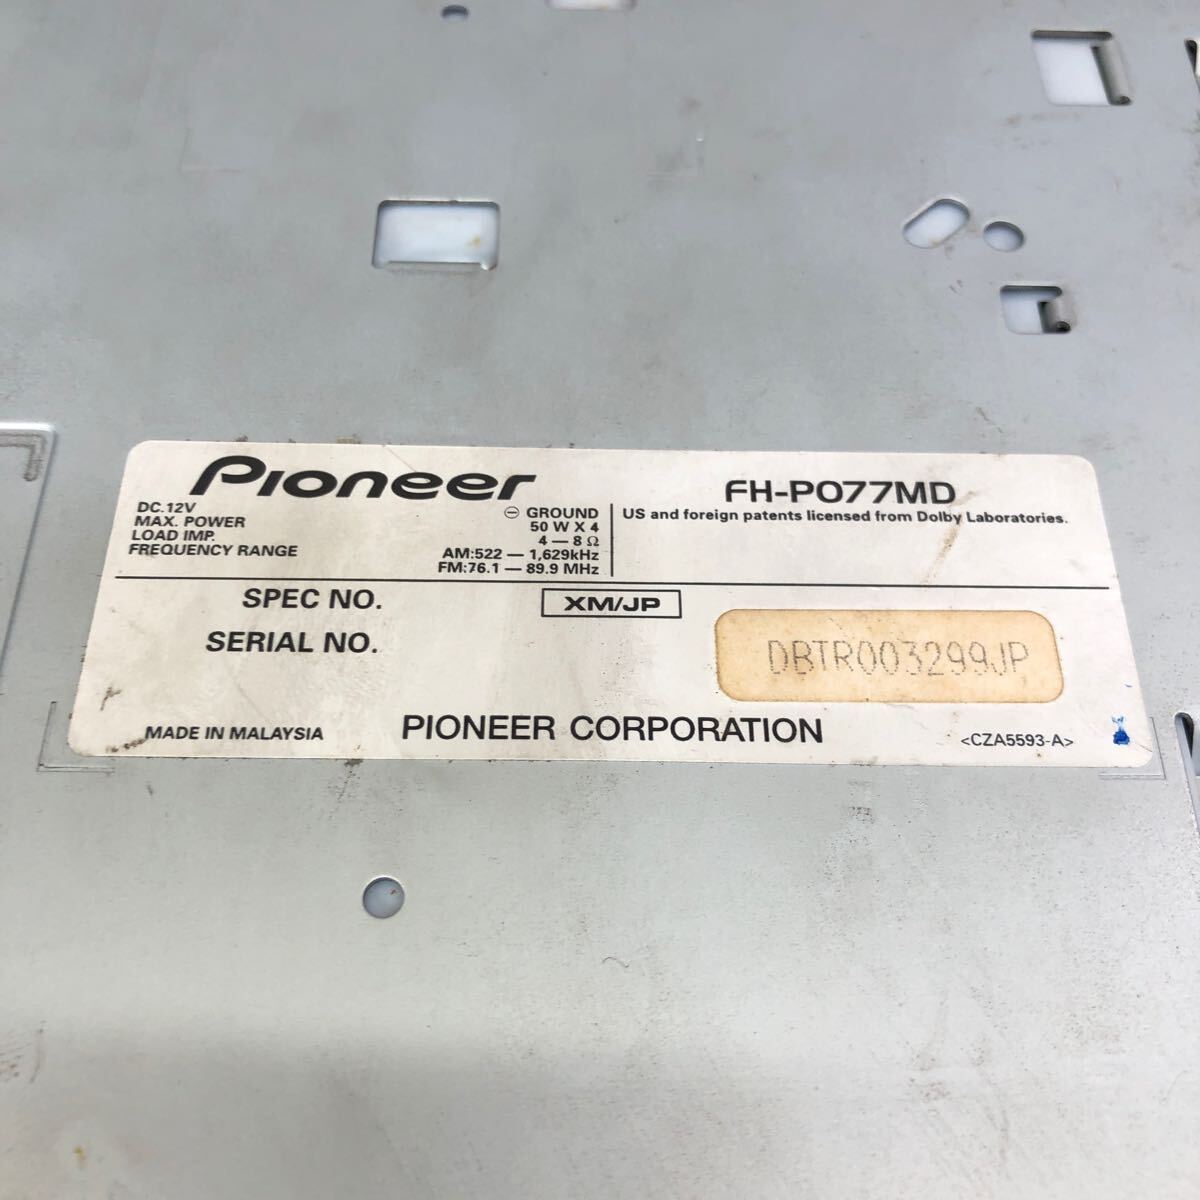 Pioneer
FH-P077MD
DC.12V ⊖ GROUND
MAX. POWER 50 W X 4
LOAD IMP. 4 — 8 Ω
FREQUENCY RANGE AM:522 — 1,629kHz
FM:76.1 — 89.9 MHz
US and foreign patents licensed from Dolby Laboratories.
SPEC NO. XM/JP
SERIAL NO. DBTR003299JP
MADE IN MALAYSIA PIONEER CORPORATION <CZA5593-A>